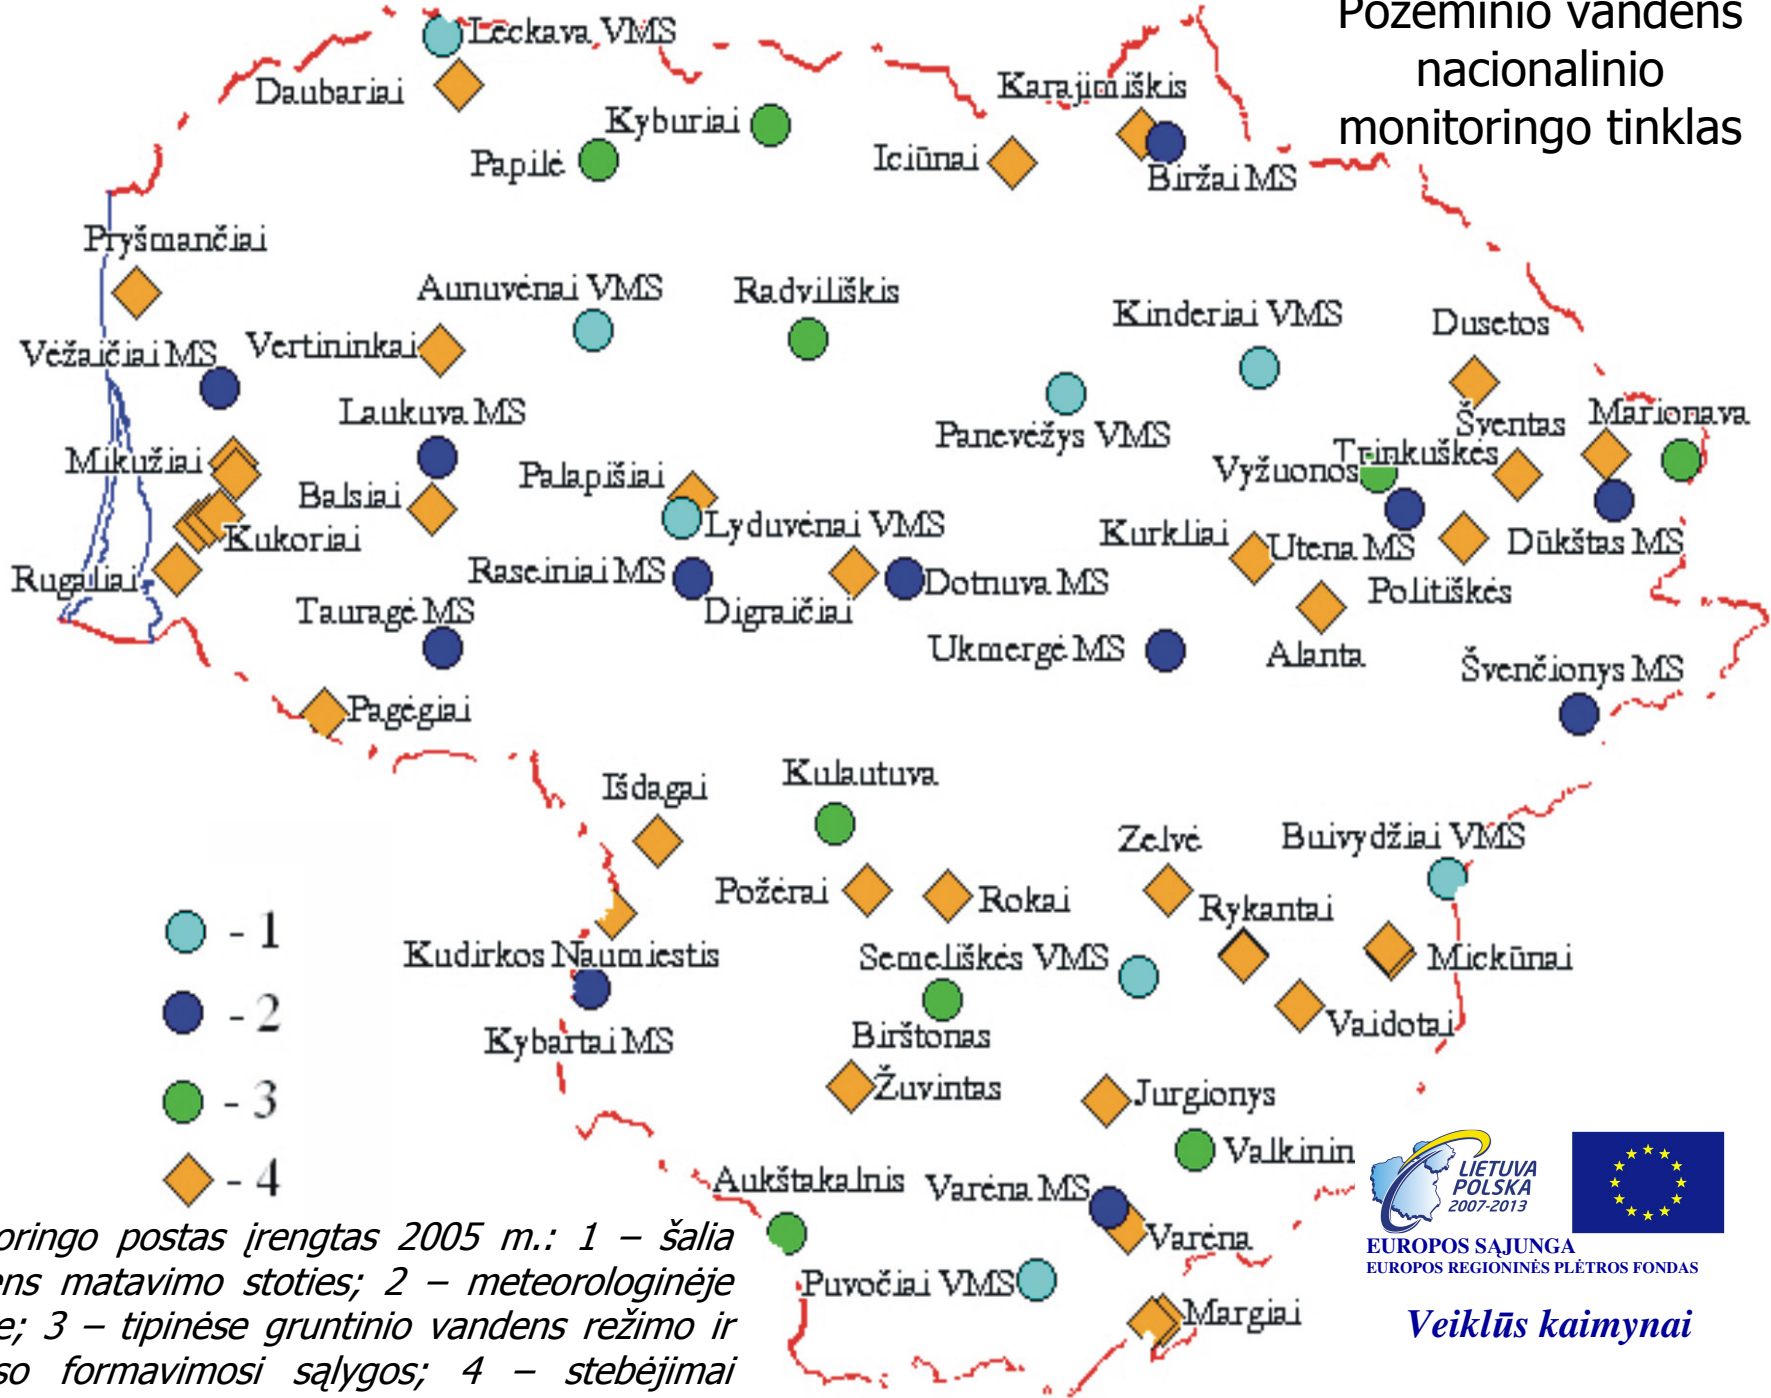 Požeminio vandens
nacionalinio
monitoringo tinklas
Leckava VMS
Daubariai
Kyburiai
Papilė
Karajimiškis
Iciūnai
Biržai MS
Pryšmančiai
Aunuvėnai VMS
Radviliškis
Kinderiai VMS
Dusetos
Vėžaičiai MS
Vertininkai
Laukuva MS
Panevėžys VMS
Šventas
Marionava
Trinkuškės
Vyžuonos
Mikužiai
Palapišiai
Balsiai
Lyduvėnai VMS
Kukoriai
Kurkliai
Utena MS
Dūkštas MS
Rugaliai
Raseiniai MS
Dotnuva MS
Politiškės
Tauragė MS
Digraičiai
Ukmergė MS
Alanta
Švenčionys MS
Pagėgiai
Išdagai
Kulautuva
Zelvė
Buivydžiai VMS
Požėrai
Rokai
Rykantai
Kudirkos Naumiestis
Semeliškės VMS
Mickūnai
Vaidotai
Kybartai MS
Birštonas
Žuvintas
Jurgionys
Valkinin
Aukštakalnis
Varėna MS
Varėna
Puvočiai VMS
Margiai
- 1
- 2
- 3
- 4
oringo postas įrengtas 2005 m.: 1 – šalia
ens matavimo stoties; 2 – meteorologinėje
e; 3 – tipinėse gruntinio vandens režimo ir
so formavimosi sąlygos; 4 – stebėjimai
LIETUVA
POLSKA
2007-2013
EUROPOS SĄJUNGA
EUROPOS REGIONINĖS PLĖTROS FONDAS
Veiklūs kaimynai